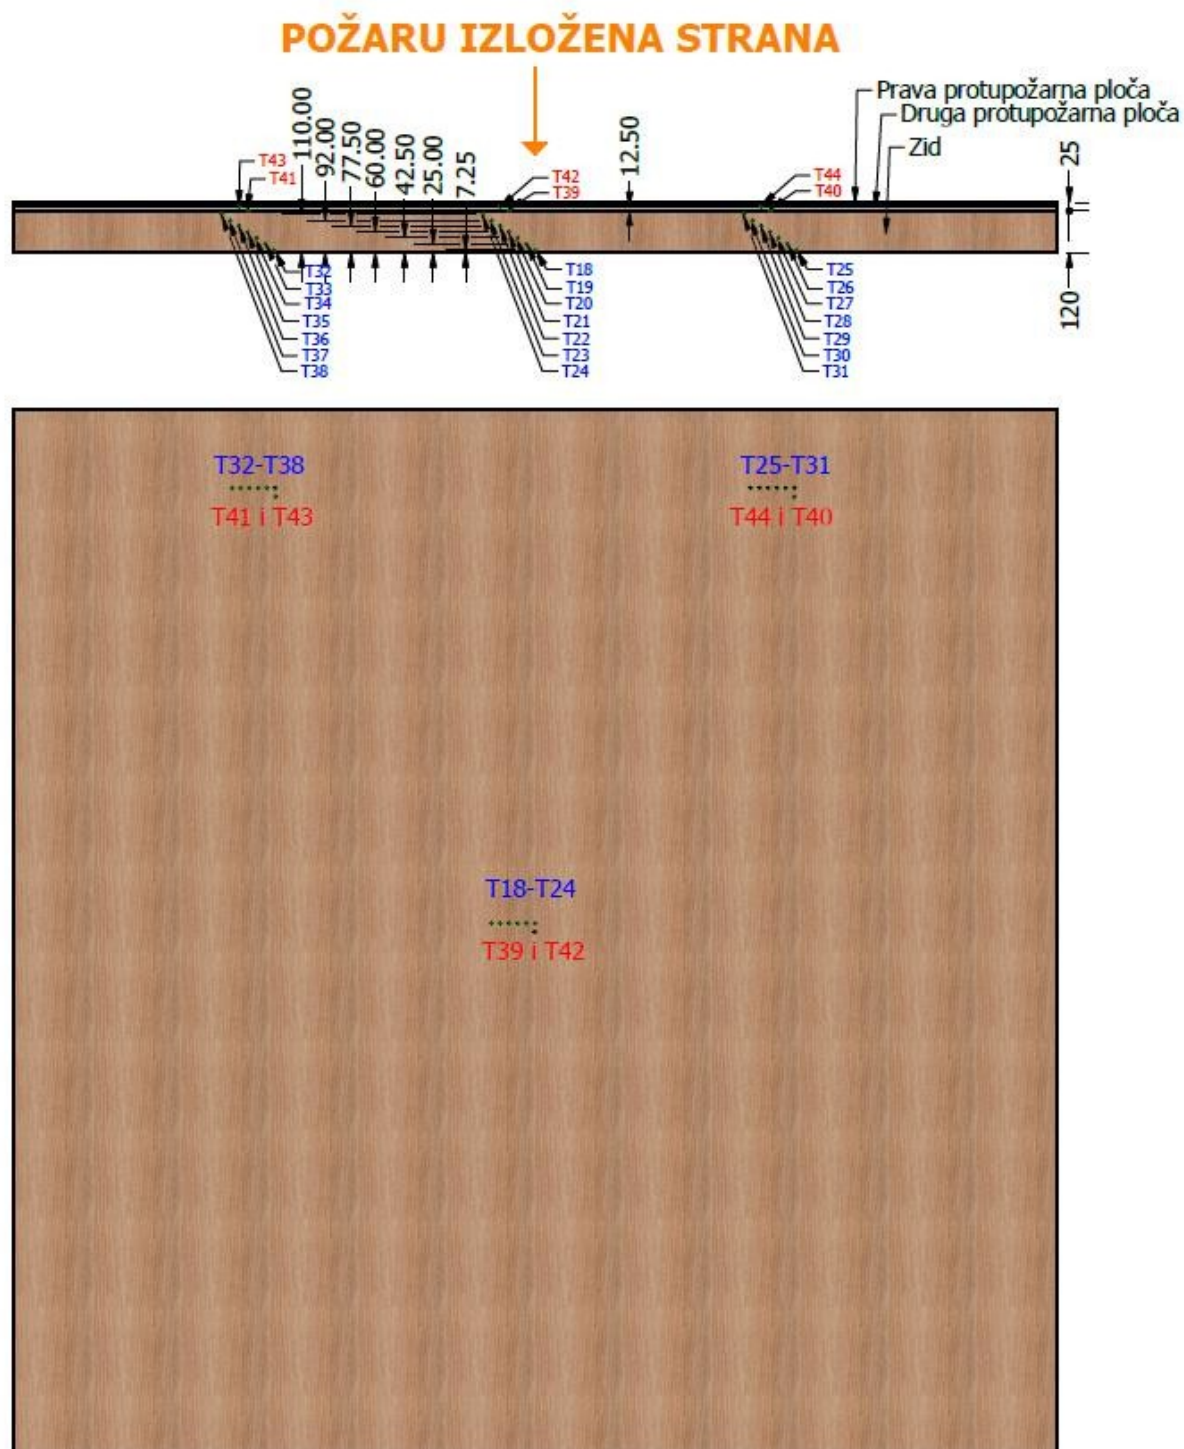 POŽARU IZLOŽENA STRANA
Prava protupožarna ploča
Druga protupožarna ploča
Zid
T43
T41
110.00
92.00
77.50
60.00
42.50
25.00
7.25
T42
T39
12.50
T44
T40
25
120
T32
T33
T34
T35
T36
T37
T38
T18
T19
T20
T21
T22
T23
T24
T25
T26
T27
T28
T29
T30
T31
T32-T38
T41 i T43
T25-T31
T44 i T40
T18-T24
T39 i T42